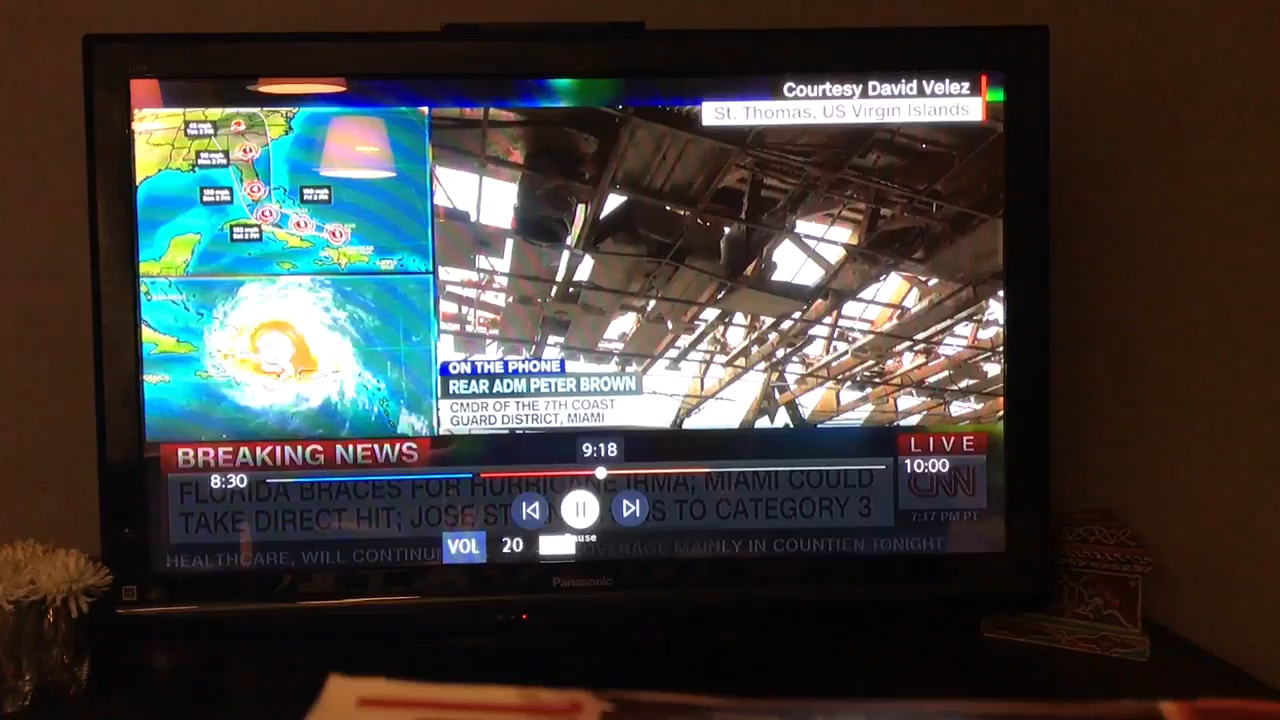 Courtesy David Velez
St. Thomas, US Virgin Islands
ON THE PHONE
REAR ADM PETER BROWN
CMDR OF THE 7TH COAST
GUARD DISTRICT, MIAMI
BREAKING NEWS
9:18
LIVE
8:30
10:00
FLORIDA BRACES FOR HURRICANE IRMA; MIAMI COULD
TAKE DIRECT HIT; JOSE TO CATEGORY 3
CNN
7:17 PM PT
VOL 20
HEALTHCARE, WILL CONTINU OVERAGE MAINLY IN COUNTIEN TONIGHT
Panasonic